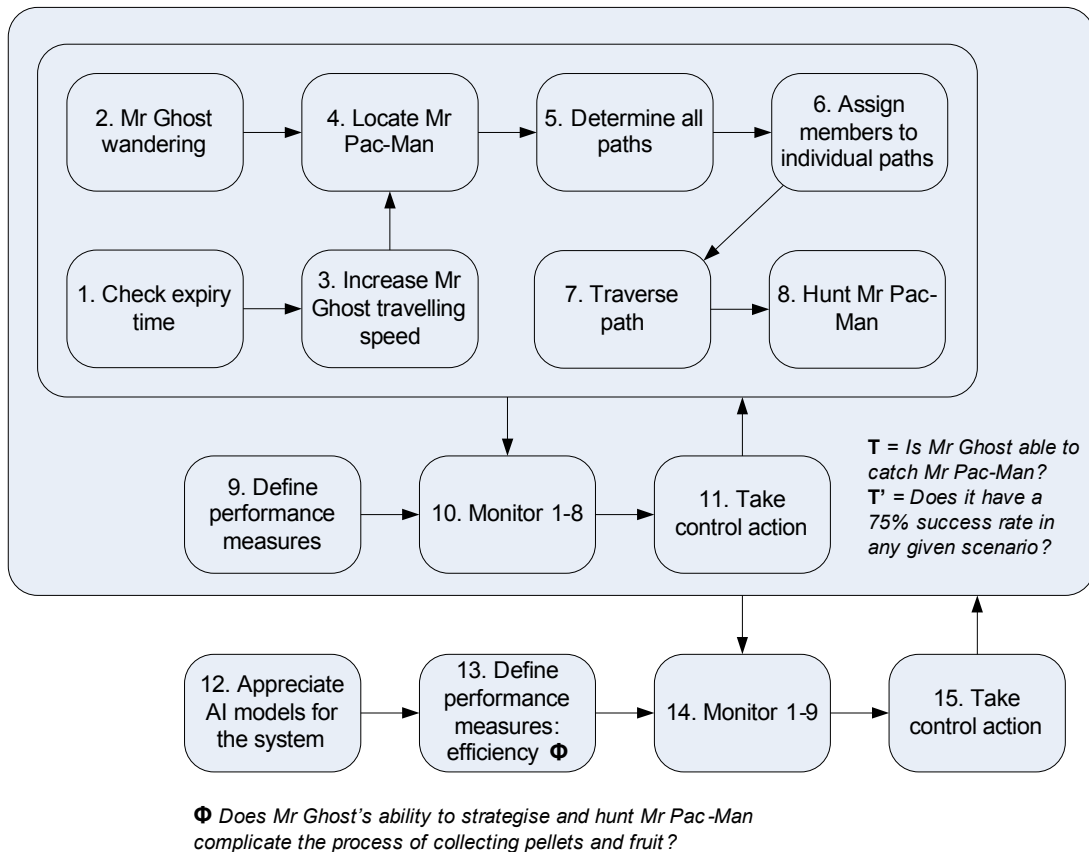 2. Mr Ghost
wandering
4. Locate Mr
Pac-Man
5. Determine all
paths
6. Assign
members to
individual paths
1. Check expiry
time
3. Increase Mr
Ghost travelling
speed
7. Traverse
path
8. Hunt Mr Pac-
Man
9. Define
performance
measures
10. Monitor 1-8
11. Take
control action
T = Is Mr Ghost able to
catch Mr Pac-Man?
T’ = Does it have a
75% success rate in
any given scenario?
12. Appreciate
AI models for
the system
13. Define
performance
measures:
efficiency Φ
14. Monitor 1-9
15. Take
control action
Φ Does Mr Ghost’s ability to strategise and hunt Mr Pac-Man
complicate the process of collecting pellets and fruit?